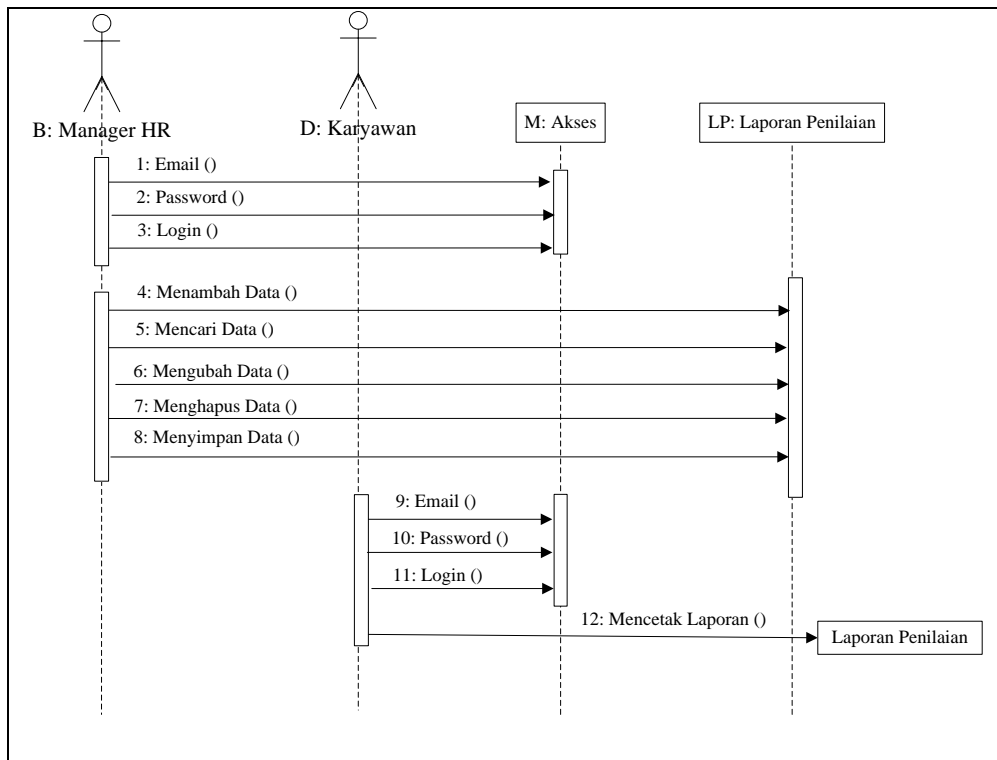 B: Manager HR
D: Karyawan
M: Akses
LP: Laporan Penilaian
1: Email ()
2: Password ()
3: Login ()
4: Menambah Data ()
5: Mencari Data ()
6: Mengubah Data ()
7: Menghapus Data ()
8: Menyimpan Data ()
9: Email ()
10: Password ()
11: Login ()
12: Mencetak Laporan ()
Laporan Penilaian